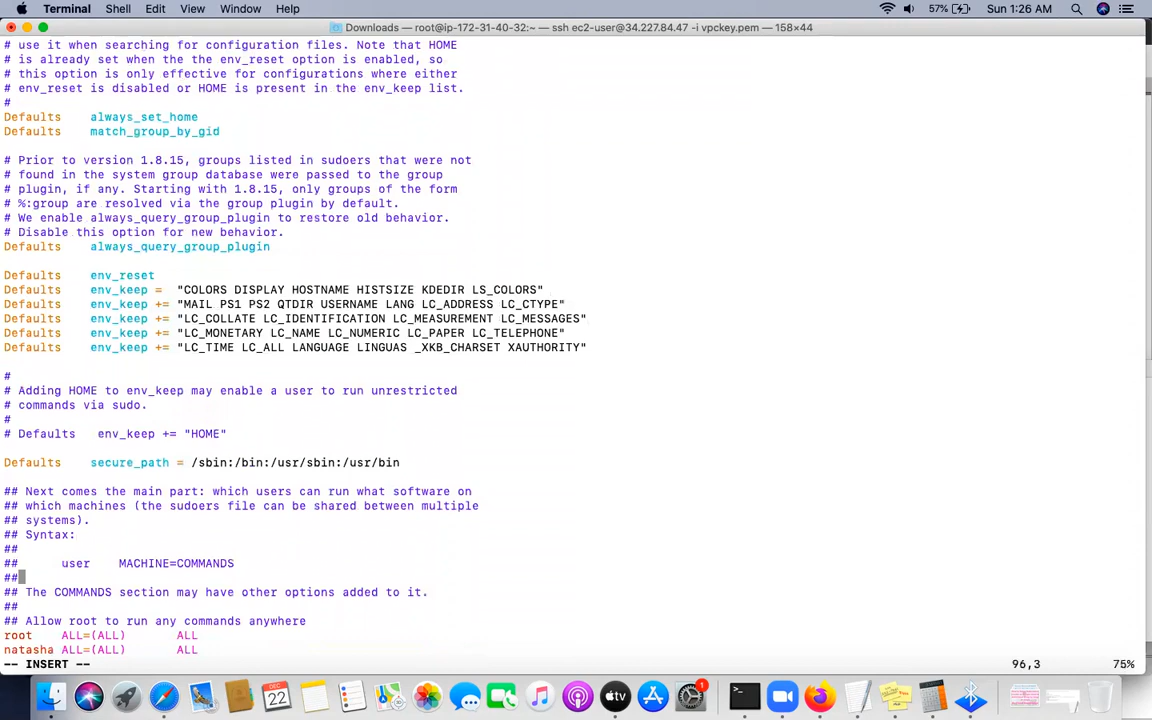 Terminal Shell Edit View Window Help 57% Sun 1:26 AM
Downloads — root@ip-172-31-40-32:~ — ssh ec2-user@34.227.84.47 -i vpckey.pem — 158×44
# use it when searching for configuration files. Note that HOME
# is already set when the the env_reset option is enabled, so
# this option is only effective for configurations where either
# env_reset is disabled or HOME is present in the env_keep list.
#
Defaults    always_set_home
Defaults    match_group_by_gid
# Prior to version 1.8.15, groups listed in sudoers that were not
# found in the system group database were passed to the group
# plugin, if any. Starting with 1.8.15, only groups of the form
# %:group are resolved via the group plugin by default.
# We enable always_query_group_plugin to restore old behavior.
# Disable this option for new behavior.
Defaults    always_query_group_plugin
Defaults    env_reset
Defaults    env_keep =  "COLORS DISPLAY HOSTNAME HISTSIZE KDEDIR LS_COLORS"
Defaults    env_keep += "MAIL PS1 PS2 QTDIR USERNAME LANG LC_ADDRESS LC_CTYPE"
Defaults    env_keep += "LC_COLLATE LC_IDENTIFICATION LC_MEASUREMENT LC_MESSAGES"
Defaults    env_keep += "LC_MONETARY LC_NAME LC_NUMERIC LC_PAPER LC_TELEPHONE"
Defaults    env_keep += "LC_TIME LC_ALL LANGUAGE LINGUAS _XKB_CHARSET XAUTHORITY"
#
# Adding HOME to env_keep may enable a user to run unrestricted
# commands via sudo.
#
# Defaults   env_keep += "HOME"
Defaults    secure_path = /sbin:/bin:/usr/sbin:/usr/bin
## Next comes the main part: which users can run what software on
## which machines (the sudoers file can be shared between multiple
## systems).
## Syntax:
##
##      user    MACHINE=COMMANDS
##
## The COMMANDS section may have other options added to it.
##
## Allow root to run any commands anywhere
root    ALL=(ALL)       ALL
natasha ALL=(ALL)       ALL
-- INSERT -- 96,3 75%
DEC
22
tv
1